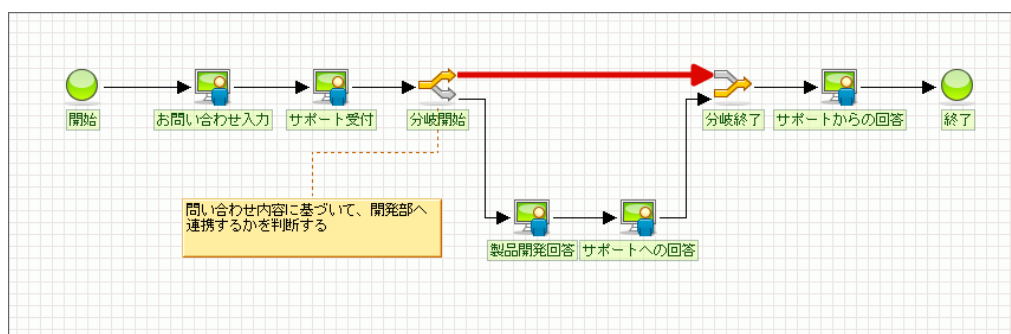 開始
お問い合わせ入力
サポート受付
分岐開始
分岐終了
サポートからの回答
終了
問い合わせ内容に基づいて、開発部へ
連携するかを判断する
製品開発回答
サポートへの回答